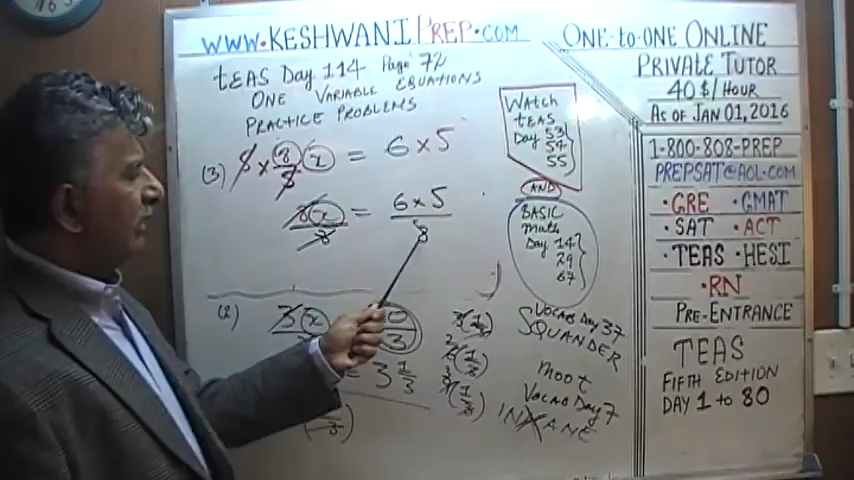 WWW.KESHWANIPREP.COM
TEAS Day 114 Page 72
ONE VARIABLE EQUATIONS
PRACTICE PROBLEMS
(3)
= 6 x 5
= 6 x 5
8
(2)
3 x
= 3 1/3
WATCH
TEAS
Day 53
54
55
AND
BASIC
Math
Day 14
29
67
VOCAB DAY 37
SQUANDER
MOOT
VOCAB DAY 7
INANE
ONE-TO-ONE ONLINE
PRIVATE TUTOR
40 $/HOUR
AS OF JAN 01, 2016
1-800-808-PREP
PREPSAT@AOL.COM
•GRE •GMAT
•SAT •ACT
•TEAS •HESI
•RN
PRE-ENTRANCE
TEAS
FIFTH EDITION
DAY 1 TO 80